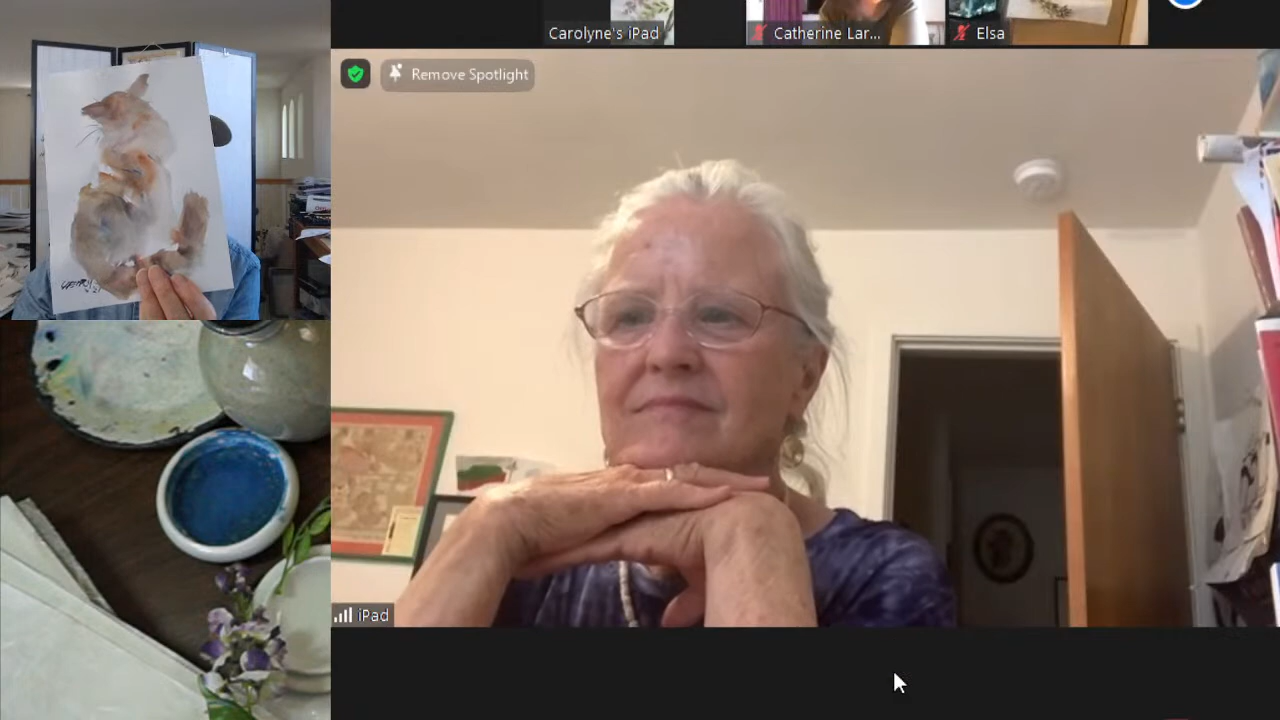 Carolyne's iPad
Catherine Lar...
Elsa
Remove Spotlight
iPad